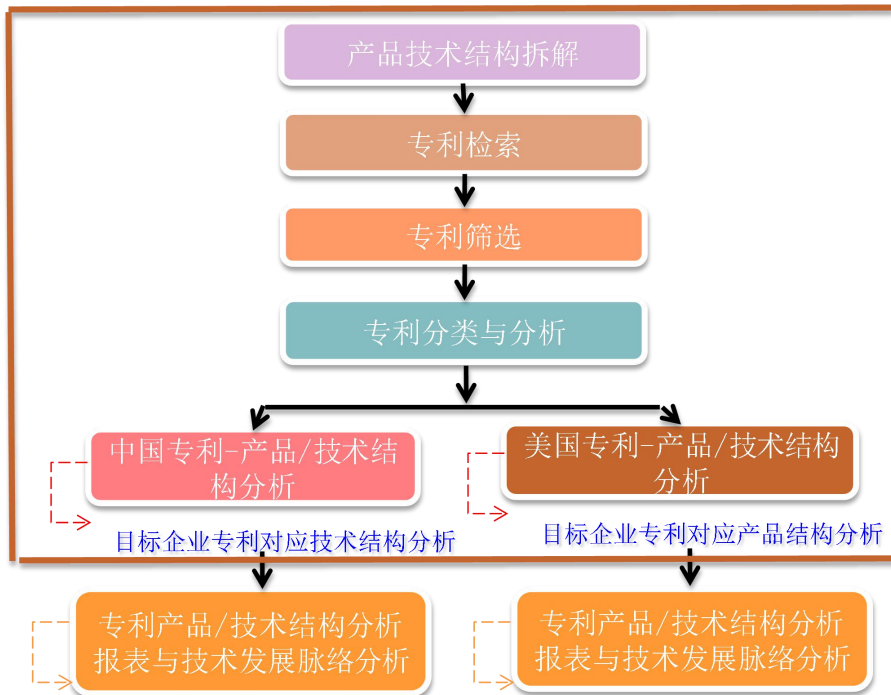 产品技术结构拆解
专利检索
专利筛选
专利分类与分析
中国专利-产品/技术结
构分析
美国专利-产品/技术结构
分析
目标企业专利对应技术结构分析
目标企业专利对应产品结构分析
专利产品/技术结构分析
报表与技术发展脉络分析
专利产品/技术结构分析
报表与技术发展脉络分析